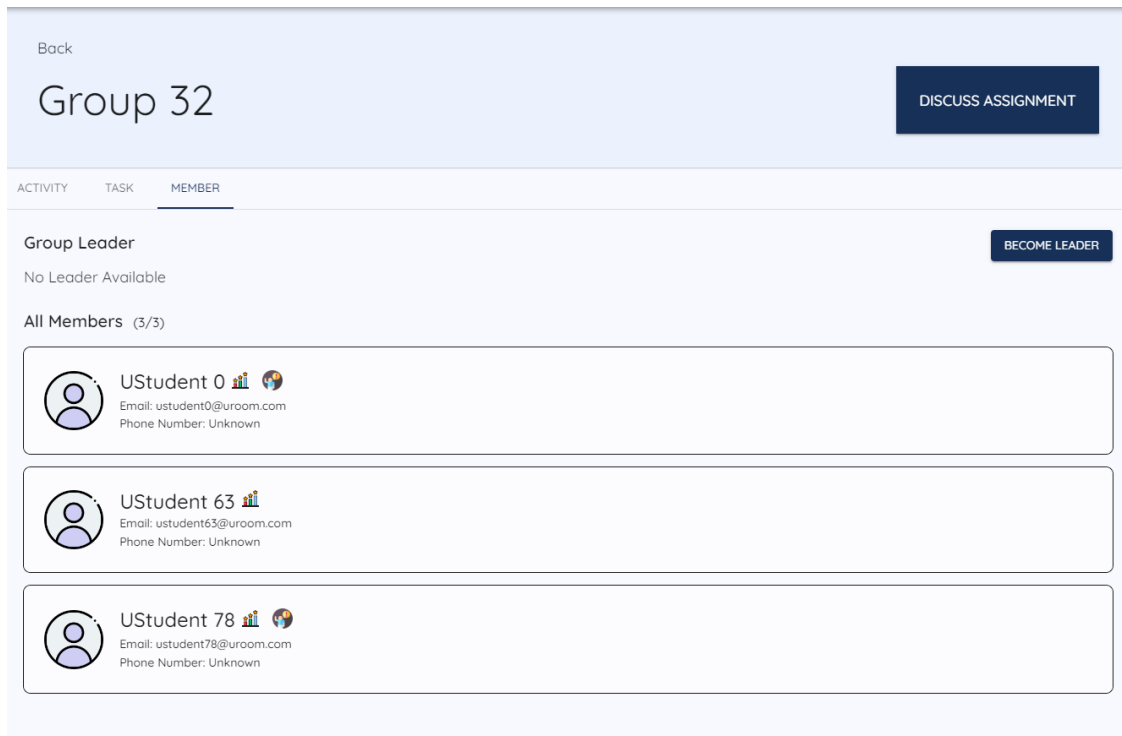 Back
Group 32
DISCUSS ASSIGNMENT
ACTIVITY TASK MEMBER
Group Leader
BECOME LEADER
No Leader Available
All Members (3/3)
UStudent 0
Email: ustudent0@uroom.com
Phone Number: Unknown
UStudent 63
Email: ustudent63@uroom.com
Phone Number: Unknown
UStudent 78
Email: ustudent78@uroom.com
Phone Number: Unknown